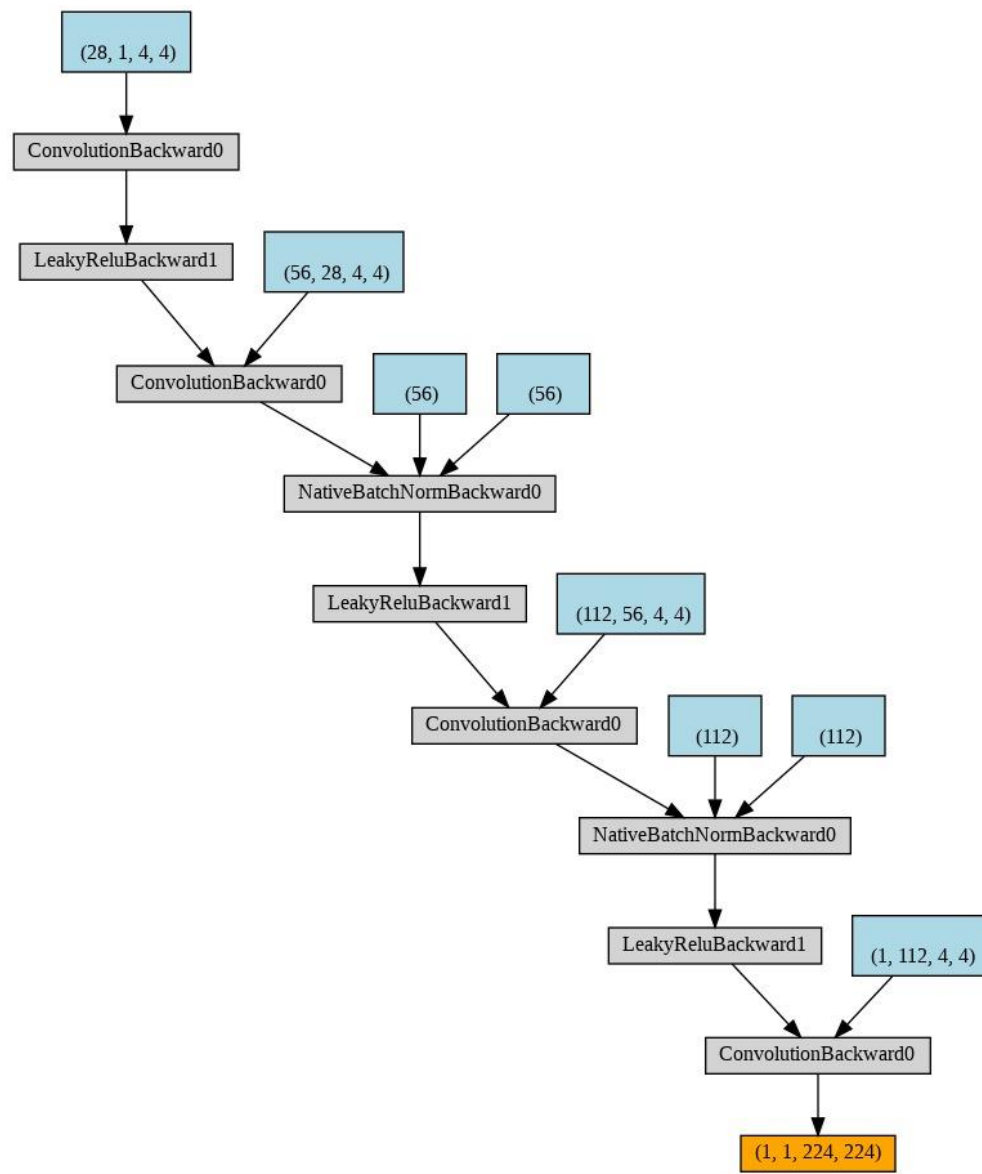 (28, 1, 4, 4)
ConvolutionBackward0
LeakyReluBackward1
(56, 28, 4, 4)
ConvolutionBackward0
(56)
(56)
NativeBatchNormBackward0
LeakyReluBackward1
(112, 56, 4, 4)
ConvolutionBackward0
(112)
(112)
NativeBatchNormBackward0
LeakyReluBackward1
(1, 112, 4, 4)
ConvolutionBackward0
(1, 1, 224, 224)